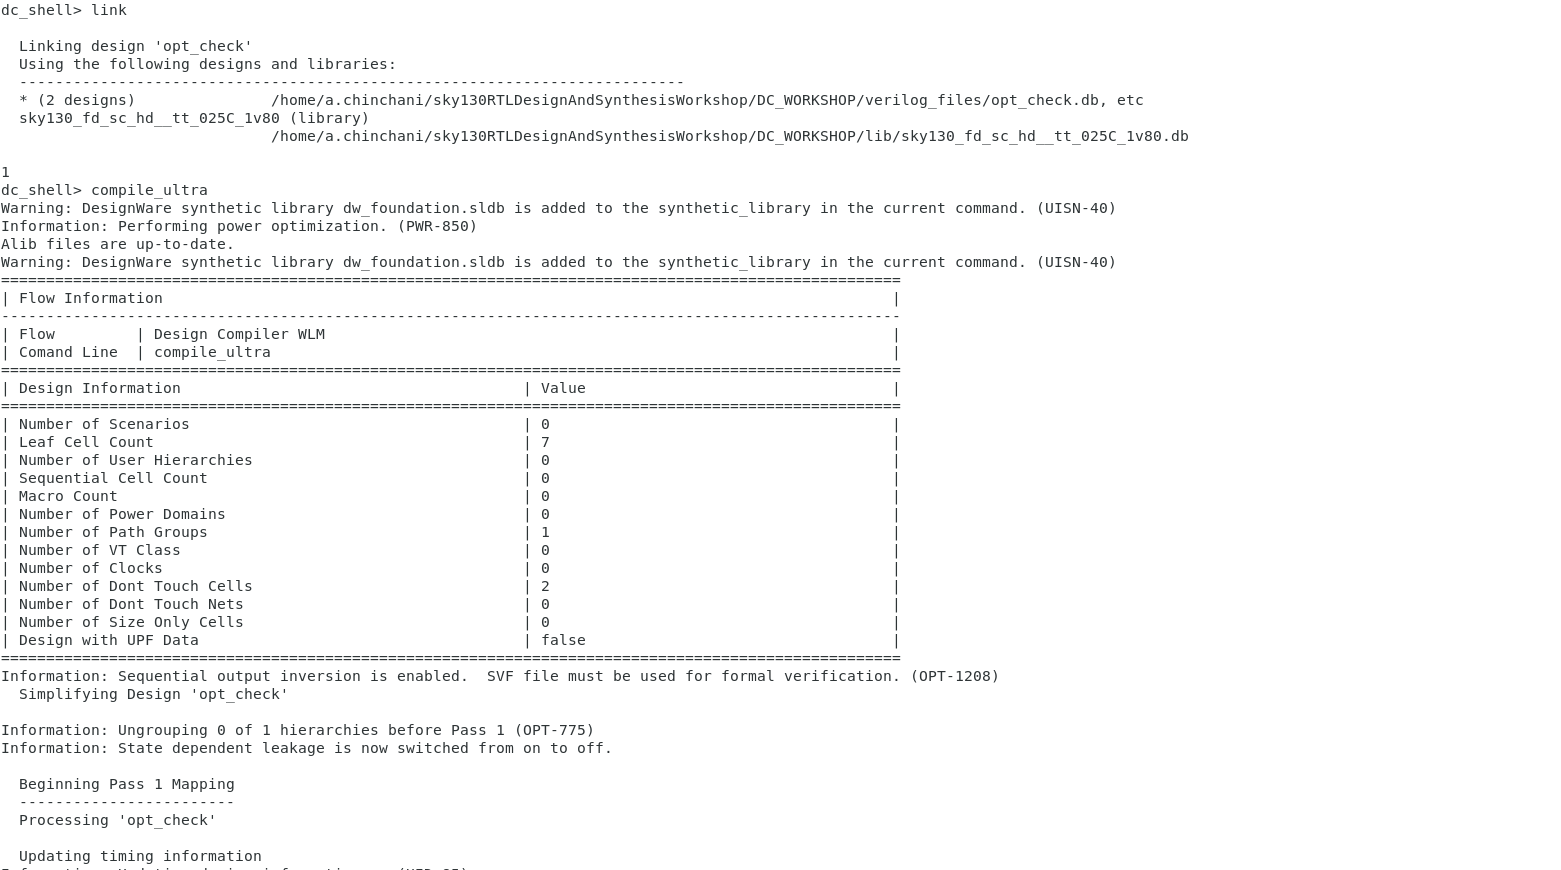 dc_shell> link
Linking design 'opt_check'
Using the following designs and libraries:
--------------------------------------------------------------------------
* (2 designs)               /home/a.chinchani/sky130RTLDesignAndSynthesisWorkshop/DC_WORKSHOP/verilog_files/opt_check.db, etc
sky130_fd_sc_hd__tt_025C_1v80 (library)
/home/a.chinchani/sky130RTLDesignAndSynthesisWorkshop/DC_WORKSHOP/lib/sky130_fd_sc_hd__tt_025C_1v80.db
1
dc_shell> compile_ultra
Warning: DesignWare synthetic library dw_foundation.sldb is added to the synthetic_library in the current command. (UISN-40)
Information: Performing power optimization. (PWR-850)
Alib files are up-to-date.
Warning: DesignWare synthetic library dw_foundation.sldb is added to the synthetic_library in the current command. (UISN-40)
====================================================================================================
| Flow Information                                                                                 |
----------------------------------------------------------------------------------------------------
| Flow         | Design Compiler WLM                                                               |
| Comand Line  | compile_ultra                                                                     |
====================================================================================================
| Design Information                                      | Value                                  |
====================================================================================================
| Number of Scenarios                                     | 0                                      |
| Leaf Cell Count                                         | 7                                      |
| Number of User Hierarchies                              | 0                                      |
| Sequential Cell Count                                   | 0                                      |
| Macro Count                                             | 0                                      |
| Number of Power Domains                                 | 0                                      |
| Number of Path Groups                                   | 1                                      |
| Number of VT Class                                      | 0                                      |
| Number of Clocks                                        | 0                                      |
| Number of Dont Touch Cells                              | 2                                      |
| Number of Dont Touch Nets                               | 0                                      |
| Number of Size Only Cells                               | 0                                      |
| Design with UPF Data                                    | false                                  |
====================================================================================================
Information: Sequential output inversion is enabled.  SVF file must be used for formal verification. (OPT-1208)
Simplifying Design 'opt_check'
Information: Ungrouping 0 of 1 hierarchies before Pass 1 (OPT-775)
Information: State dependent leakage is now switched from on to off.
Beginning Pass 1 Mapping
------------------------
Processing 'opt_check'
Updating timing information